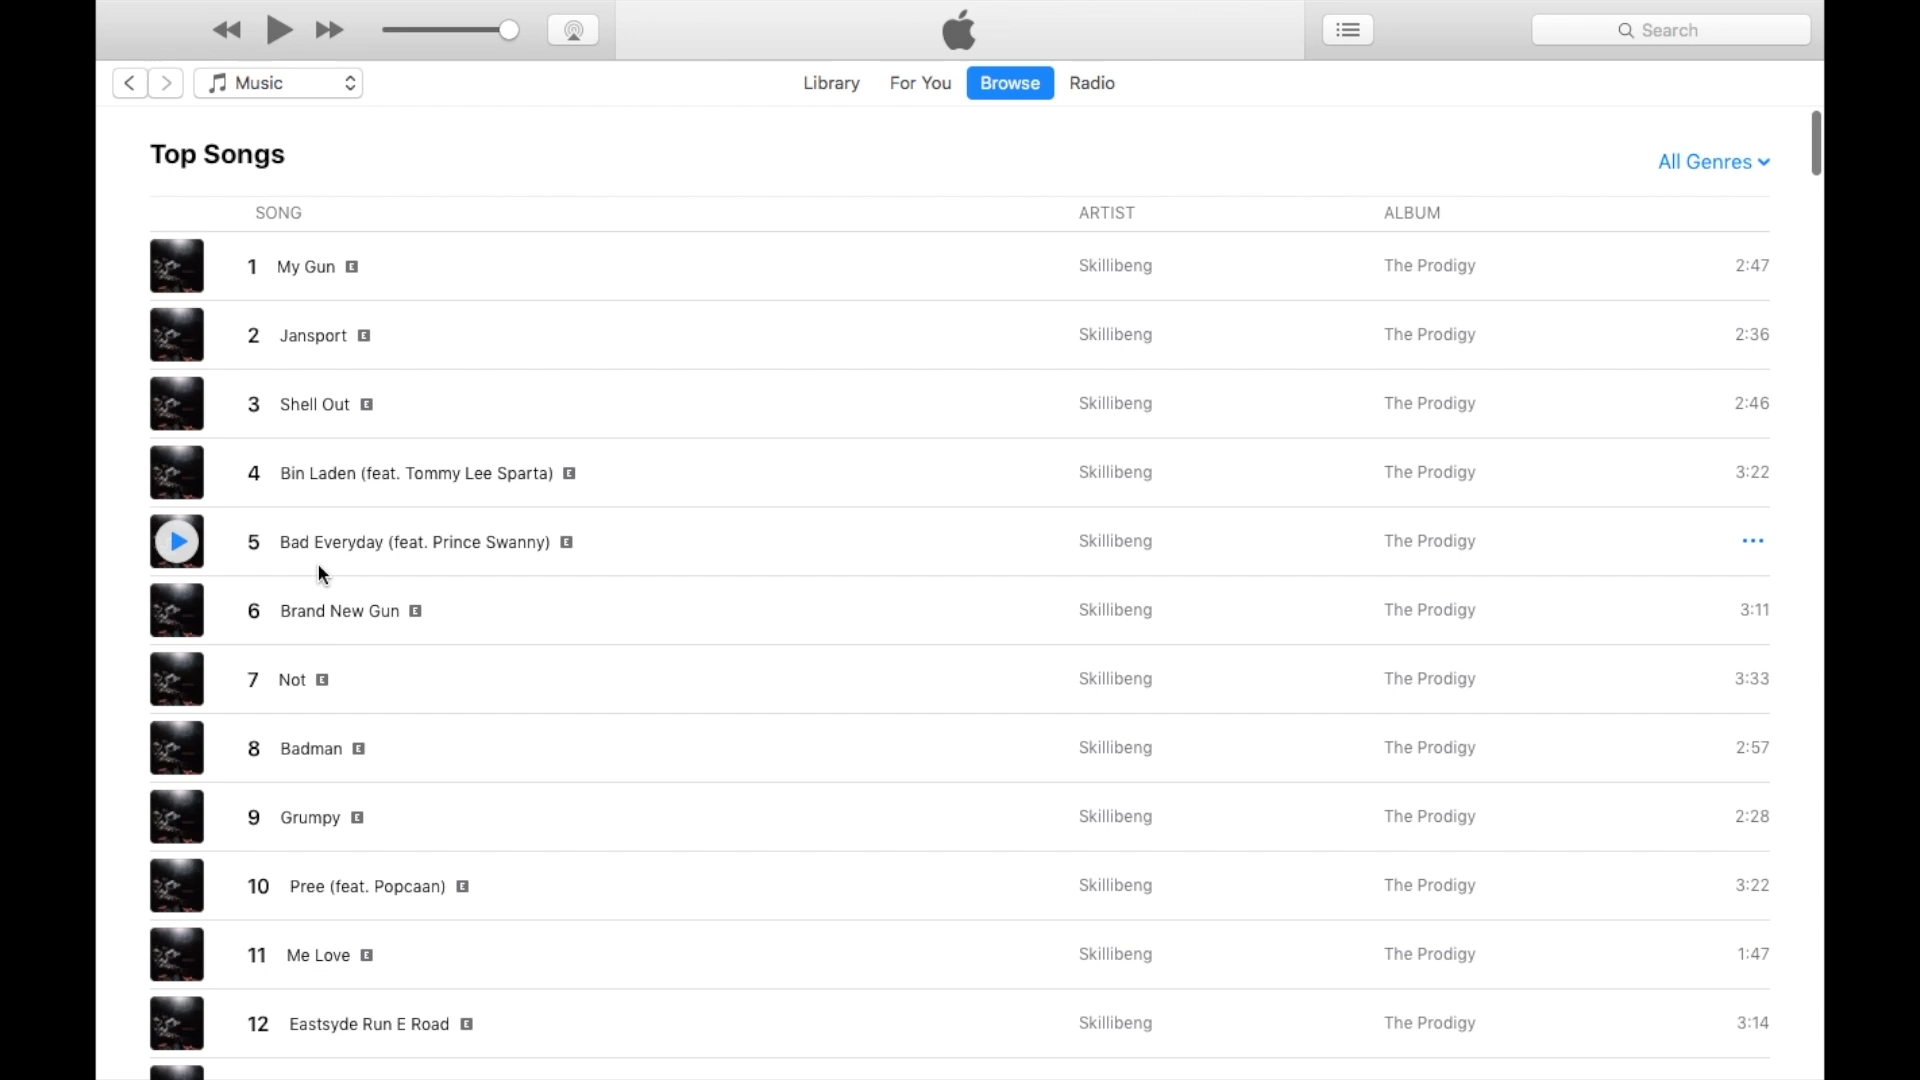 Search
Music
Library For You Browse Radio
Top Songs
All Genres
SONG ARTIST ALBUM
1 My Gun E Skillibeng The Prodigy 2:47
2 Jansport E Skillibeng The Prodigy 2:36
3 Shell Out E Skillibeng The Prodigy 2:46
4 Bin Laden (feat. Tommy Lee Sparta) E Skillibeng The Prodigy 3:22
5 Bad Everyday (feat. Prince Swanny) E Skillibeng The Prodigy ...
6 Brand New Gun E Skillibeng The Prodigy 3:11
7 Not E Skillibeng The Prodigy 3:33
8 Badman E Skillibeng The Prodigy 2:57
9 Grumpy E Skillibeng The Prodigy 2:28
10 Pree (feat. Popcaan) E Skillibeng The Prodigy 3:22
11 Me Love E Skillibeng The Prodigy 1:47
12 Eastsyde Run E Road E Skillibeng The Prodigy 3:14